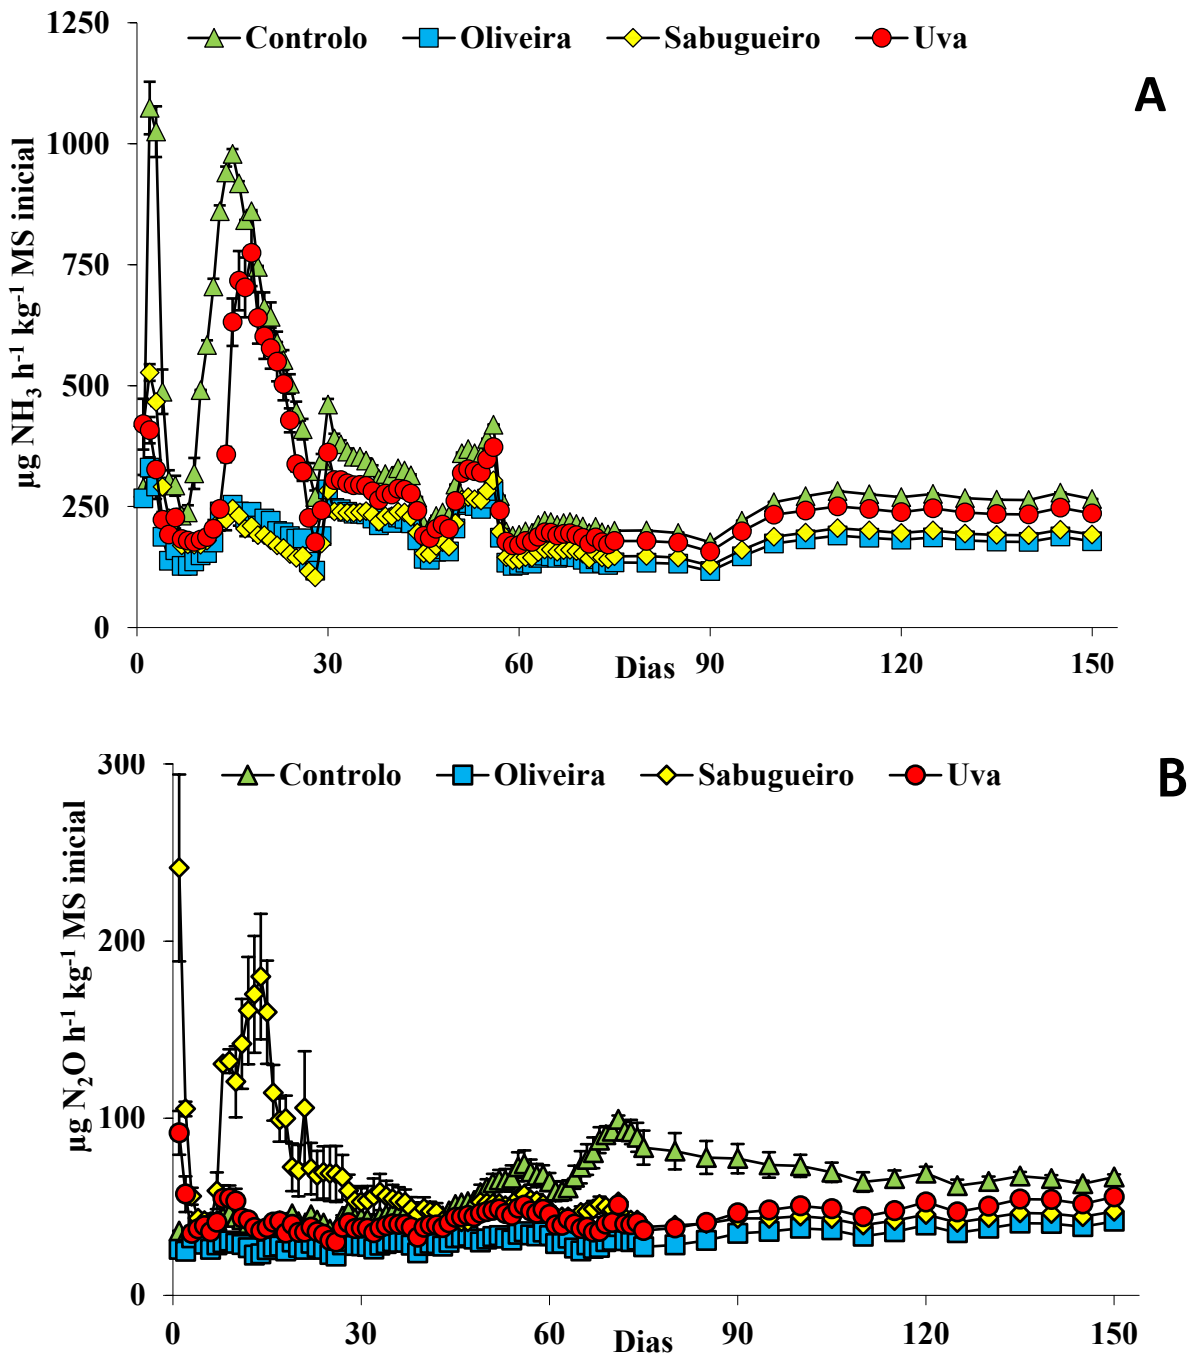 1250
Controlo Oliveira Sabugueiro Uva
A
1000
750
500
250
0
µg NH₃ h⁻¹ kg⁻¹ MS inicial
0 30 60 90 120 150
Dias
300
Controlo Oliveira Sabugueiro Uva
B
200
100
0
µg N₂O h⁻¹ kg⁻¹ MS inicial
0 30 60 90 120 150
Dias